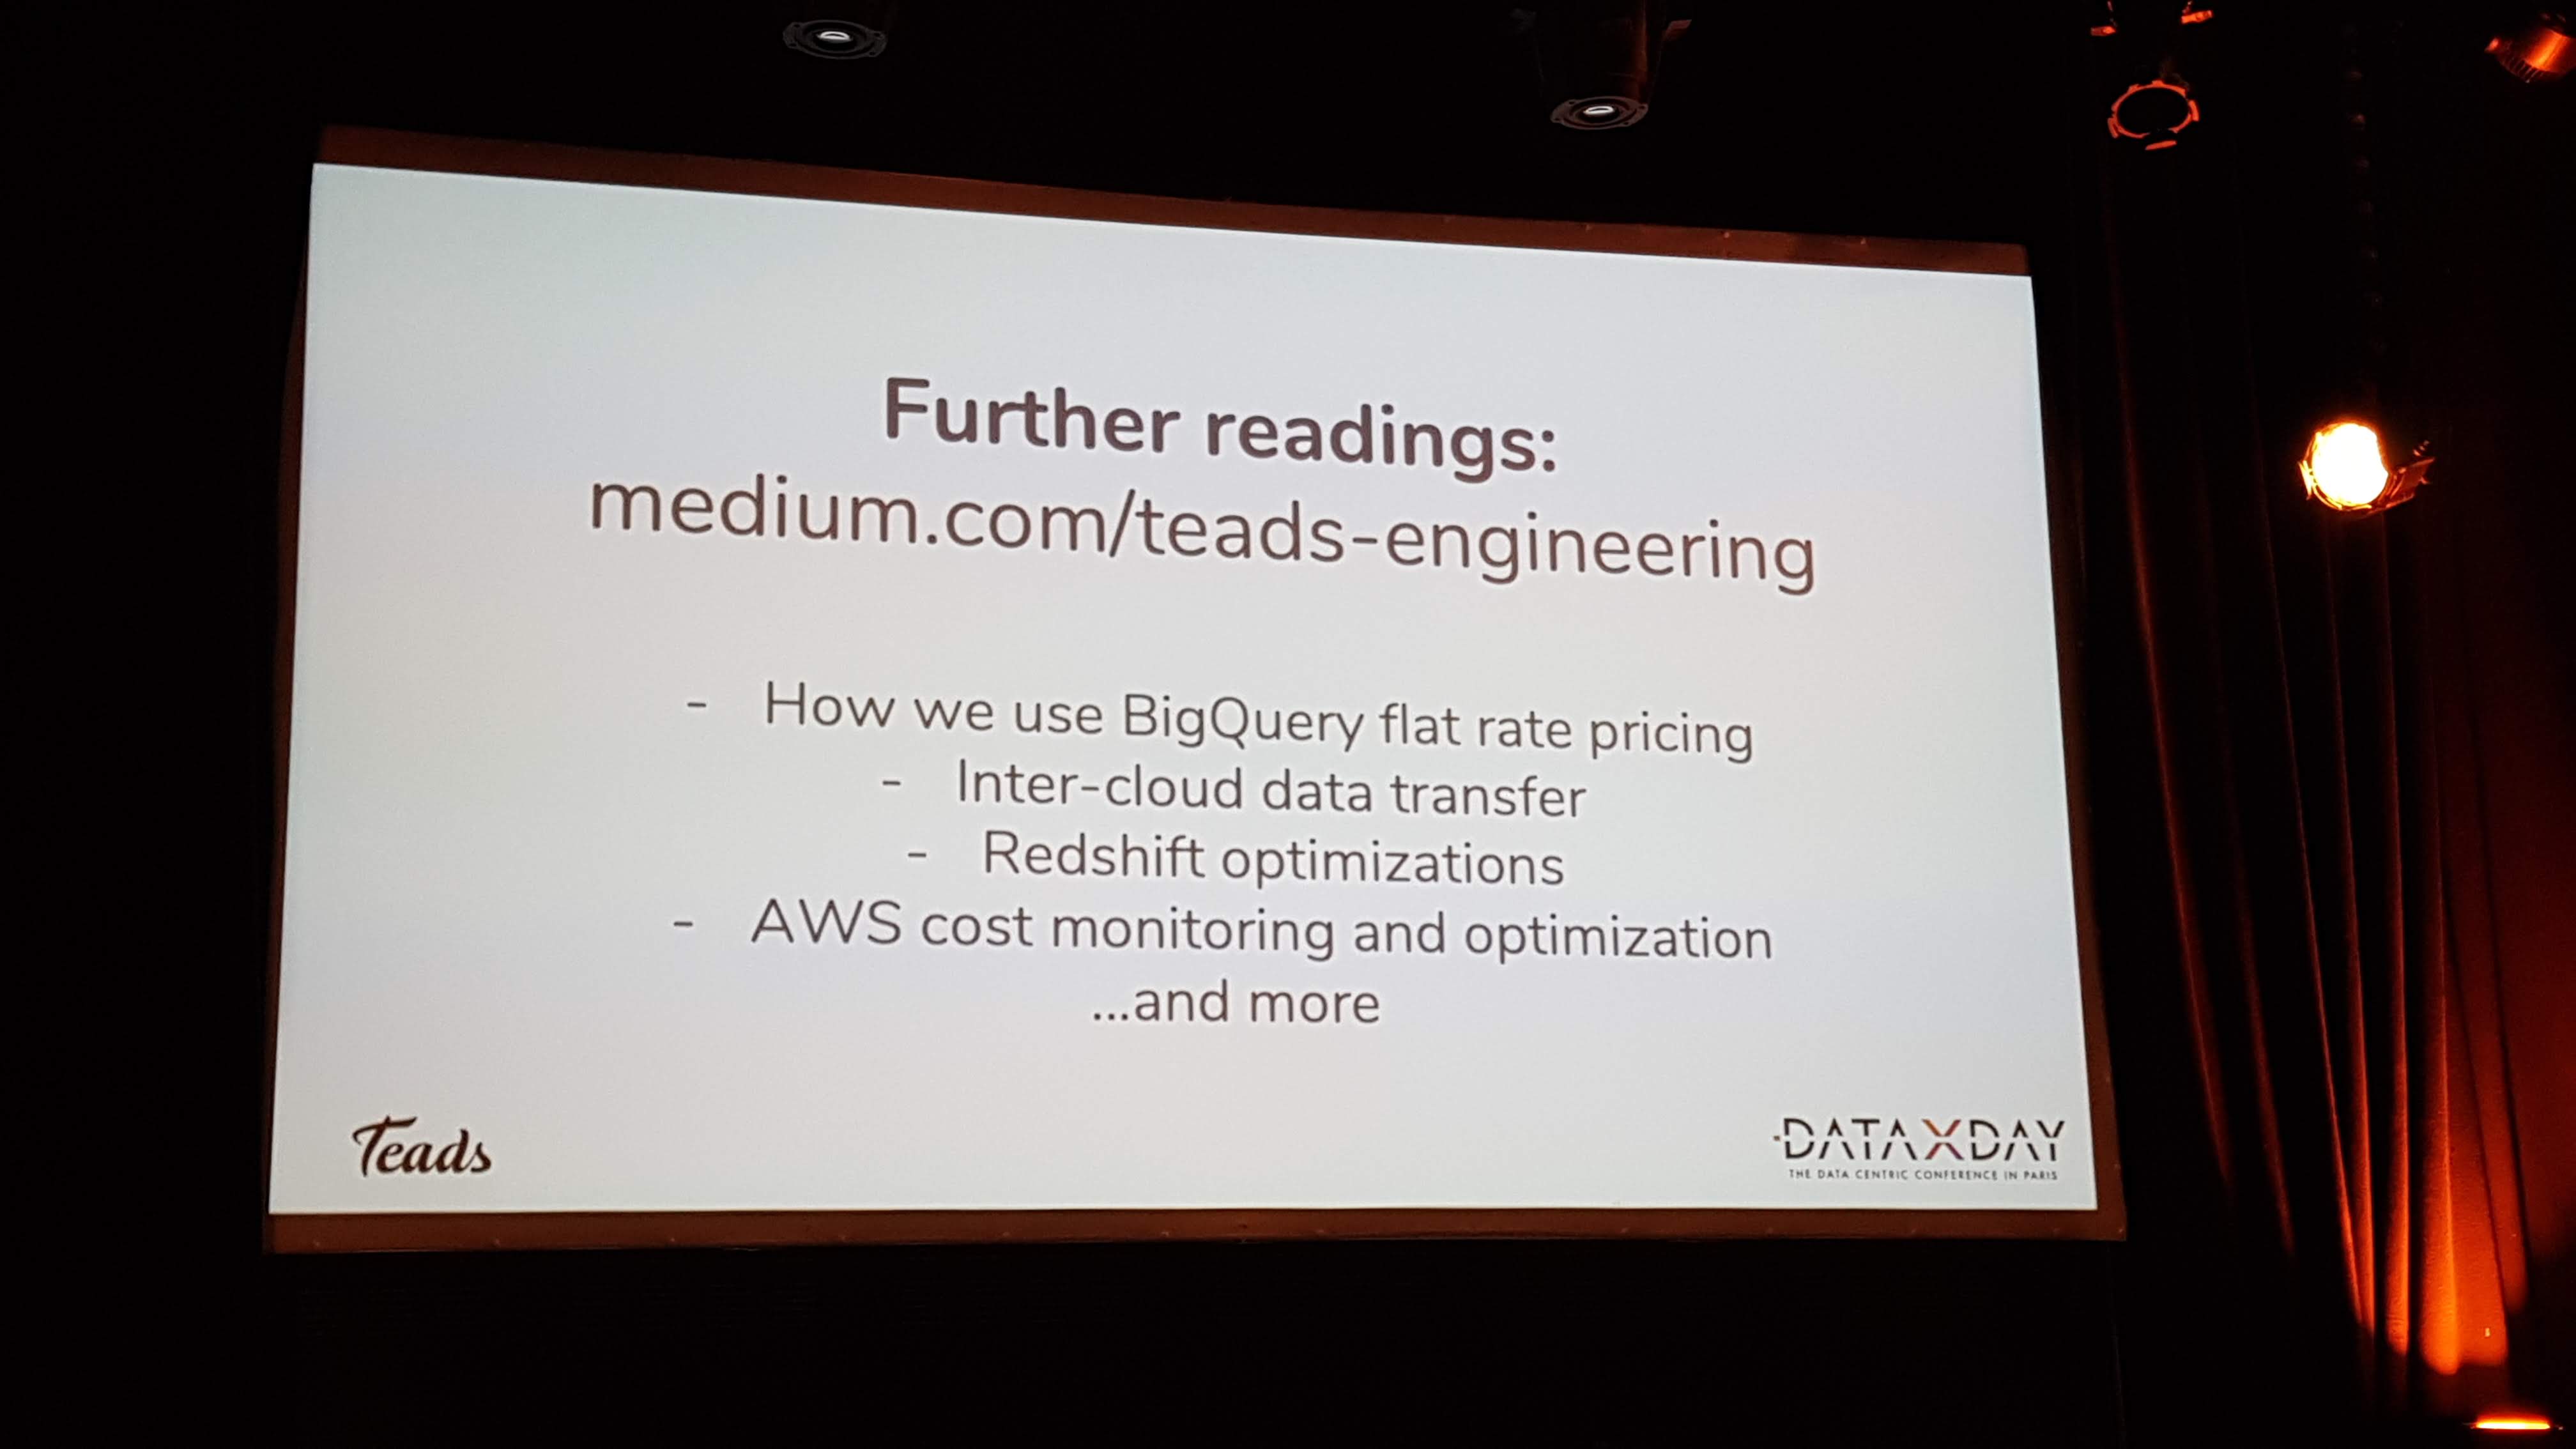 Further readings:
medium.com/teads-engineering
- How we use BigQuery flat rate pricing
- Inter-cloud data transfer
- Redshift optimizations
- AWS cost monitoring and optimization
...and more
Teads
DATAXDAY
THE DATA CENTRIC CONFERENCE IN PARIS